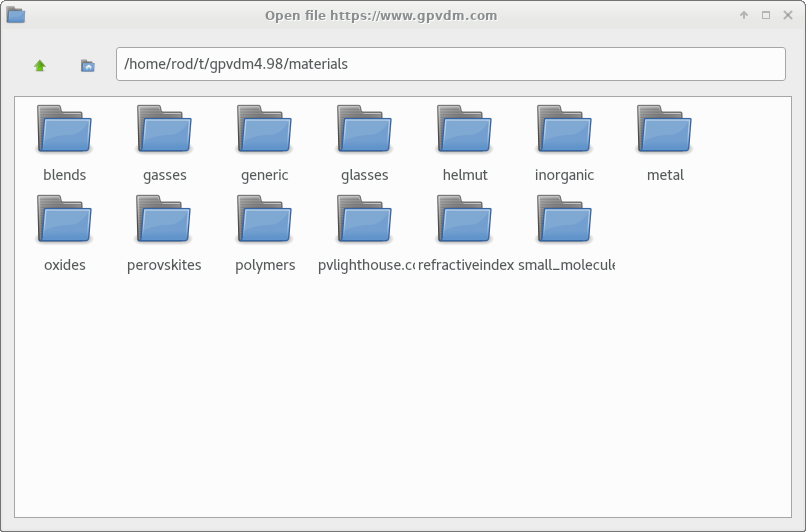 Open file https://www.gpvdm.com
/home/rod/t/gpvdm4.98/materials
blends gasses generic glasses helmut inorganic metal
oxides perovskites polymers pvlighthouse.cc refractiveindex small_molecule